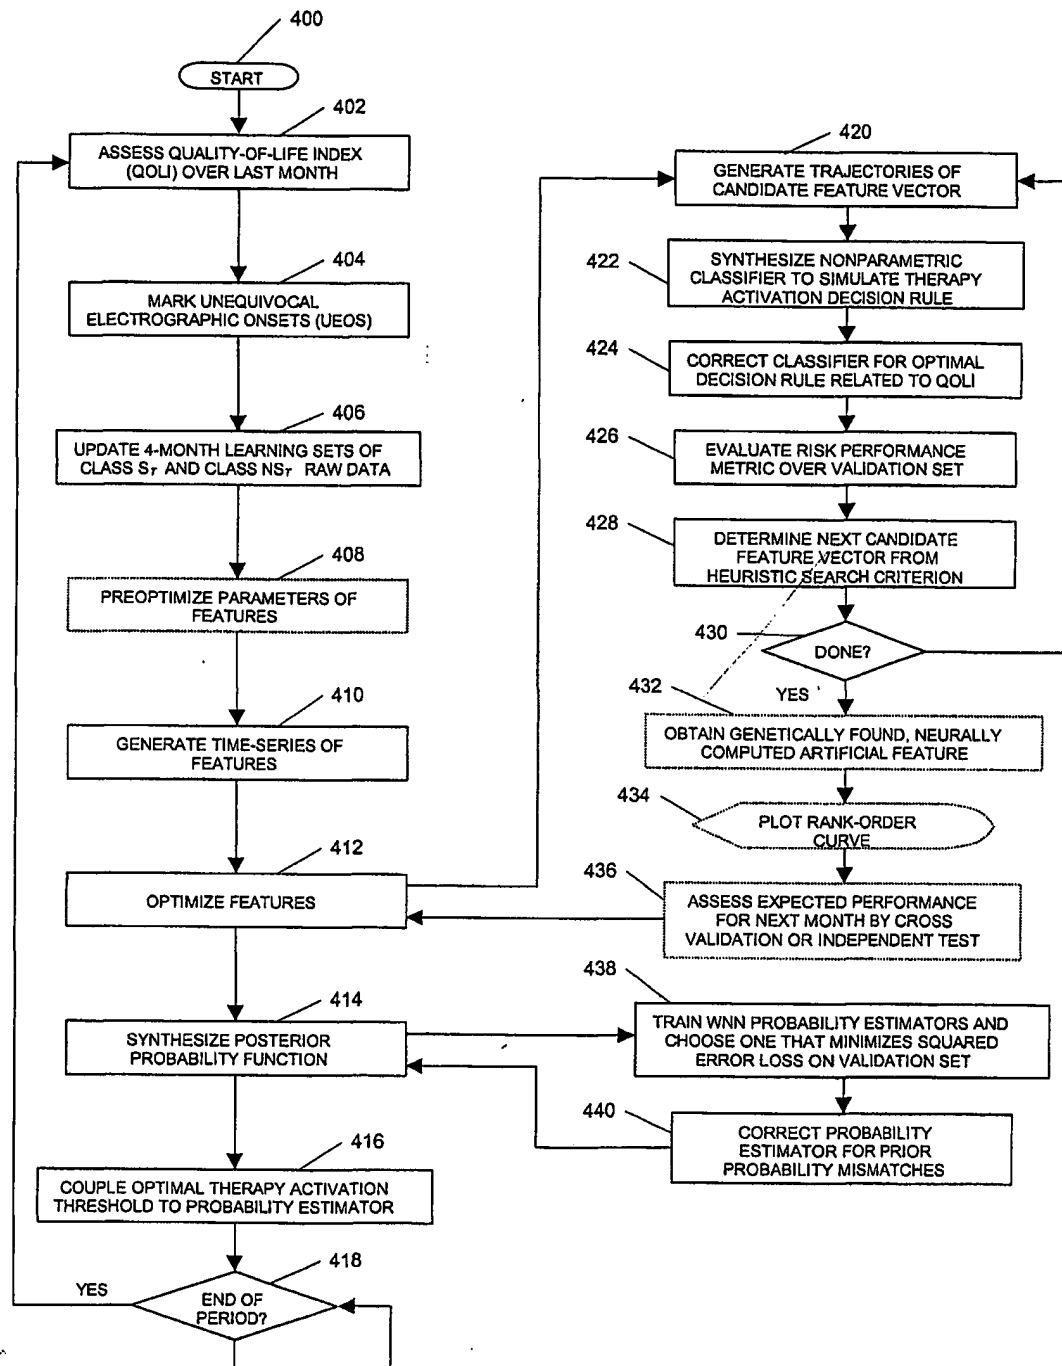 400
START
402
ASSESS QUALITY-OF-LIFE INDEX
(QOLI) OVER LAST MONTH
404
MARK UNEQUIVOCAL
ELECTROGRAPHIC ONSETS (UEOS)
406
UPDATE 4-MONTH LEARNING SETS OF
CLASS S_T AND CLASS NS_T RAW DATA
408
PREOPTIMIZE PARAMETERS OF
FEATURES
410
GENERATE TIME-SERIES OF
FEATURES
412
OPTIMIZE FEATURES
414
SYNTHESIZE POSTERIOR
PROBABILITY FUNCTION
416
COUPLE OPTIMAL THERAPY ACTIVATION
THRESHOLD TO PROBABILITY ESTIMATOR
418
YES
END OF
PERIOD?
420
GENERATE TRAJECTORIES OF
CANDIDATE FEATURE VECTOR
422
SYNTHESIZE NONPARAMETRIC
CLASSIFIER TO SIMULATE THERAPY
ACTIVATION DECISION RULE
424
CORRECT CLASSIFIER FOR OPTIMAL
DECISION RULE RELATED TO QOLI
426
EVALUATE RISK PERFORMANCE
METRIC OVER VALIDATION SET
428
DETERMINE NEXT CANDIDATE
FEATURE VECTOR FROM
HEURISTIC SEARCH CRITERION
430
DONE?
YES
432
OBTAIN GENETICALLY FOUND, NEURALLY
COMPUTED ARTIFICIAL FEATURE
434
PLOT RANK-ORDER
CURVE
436
ASSESS EXPECTED PERFORMANCE
FOR NEXT MONTH BY CROSS
VALIDATION OR INDEPENDENT TEST
438
TRAIN WNN PROBABILITY ESTIMATORS AND
CHOOSE ONE THAT MINIMIZES SQUARED
ERROR LOSS ON VALIDATION SET
440
CORRECT PROBABILITY
ESTIMATOR FOR PRIOR
PROBABILITY MISMATCHES